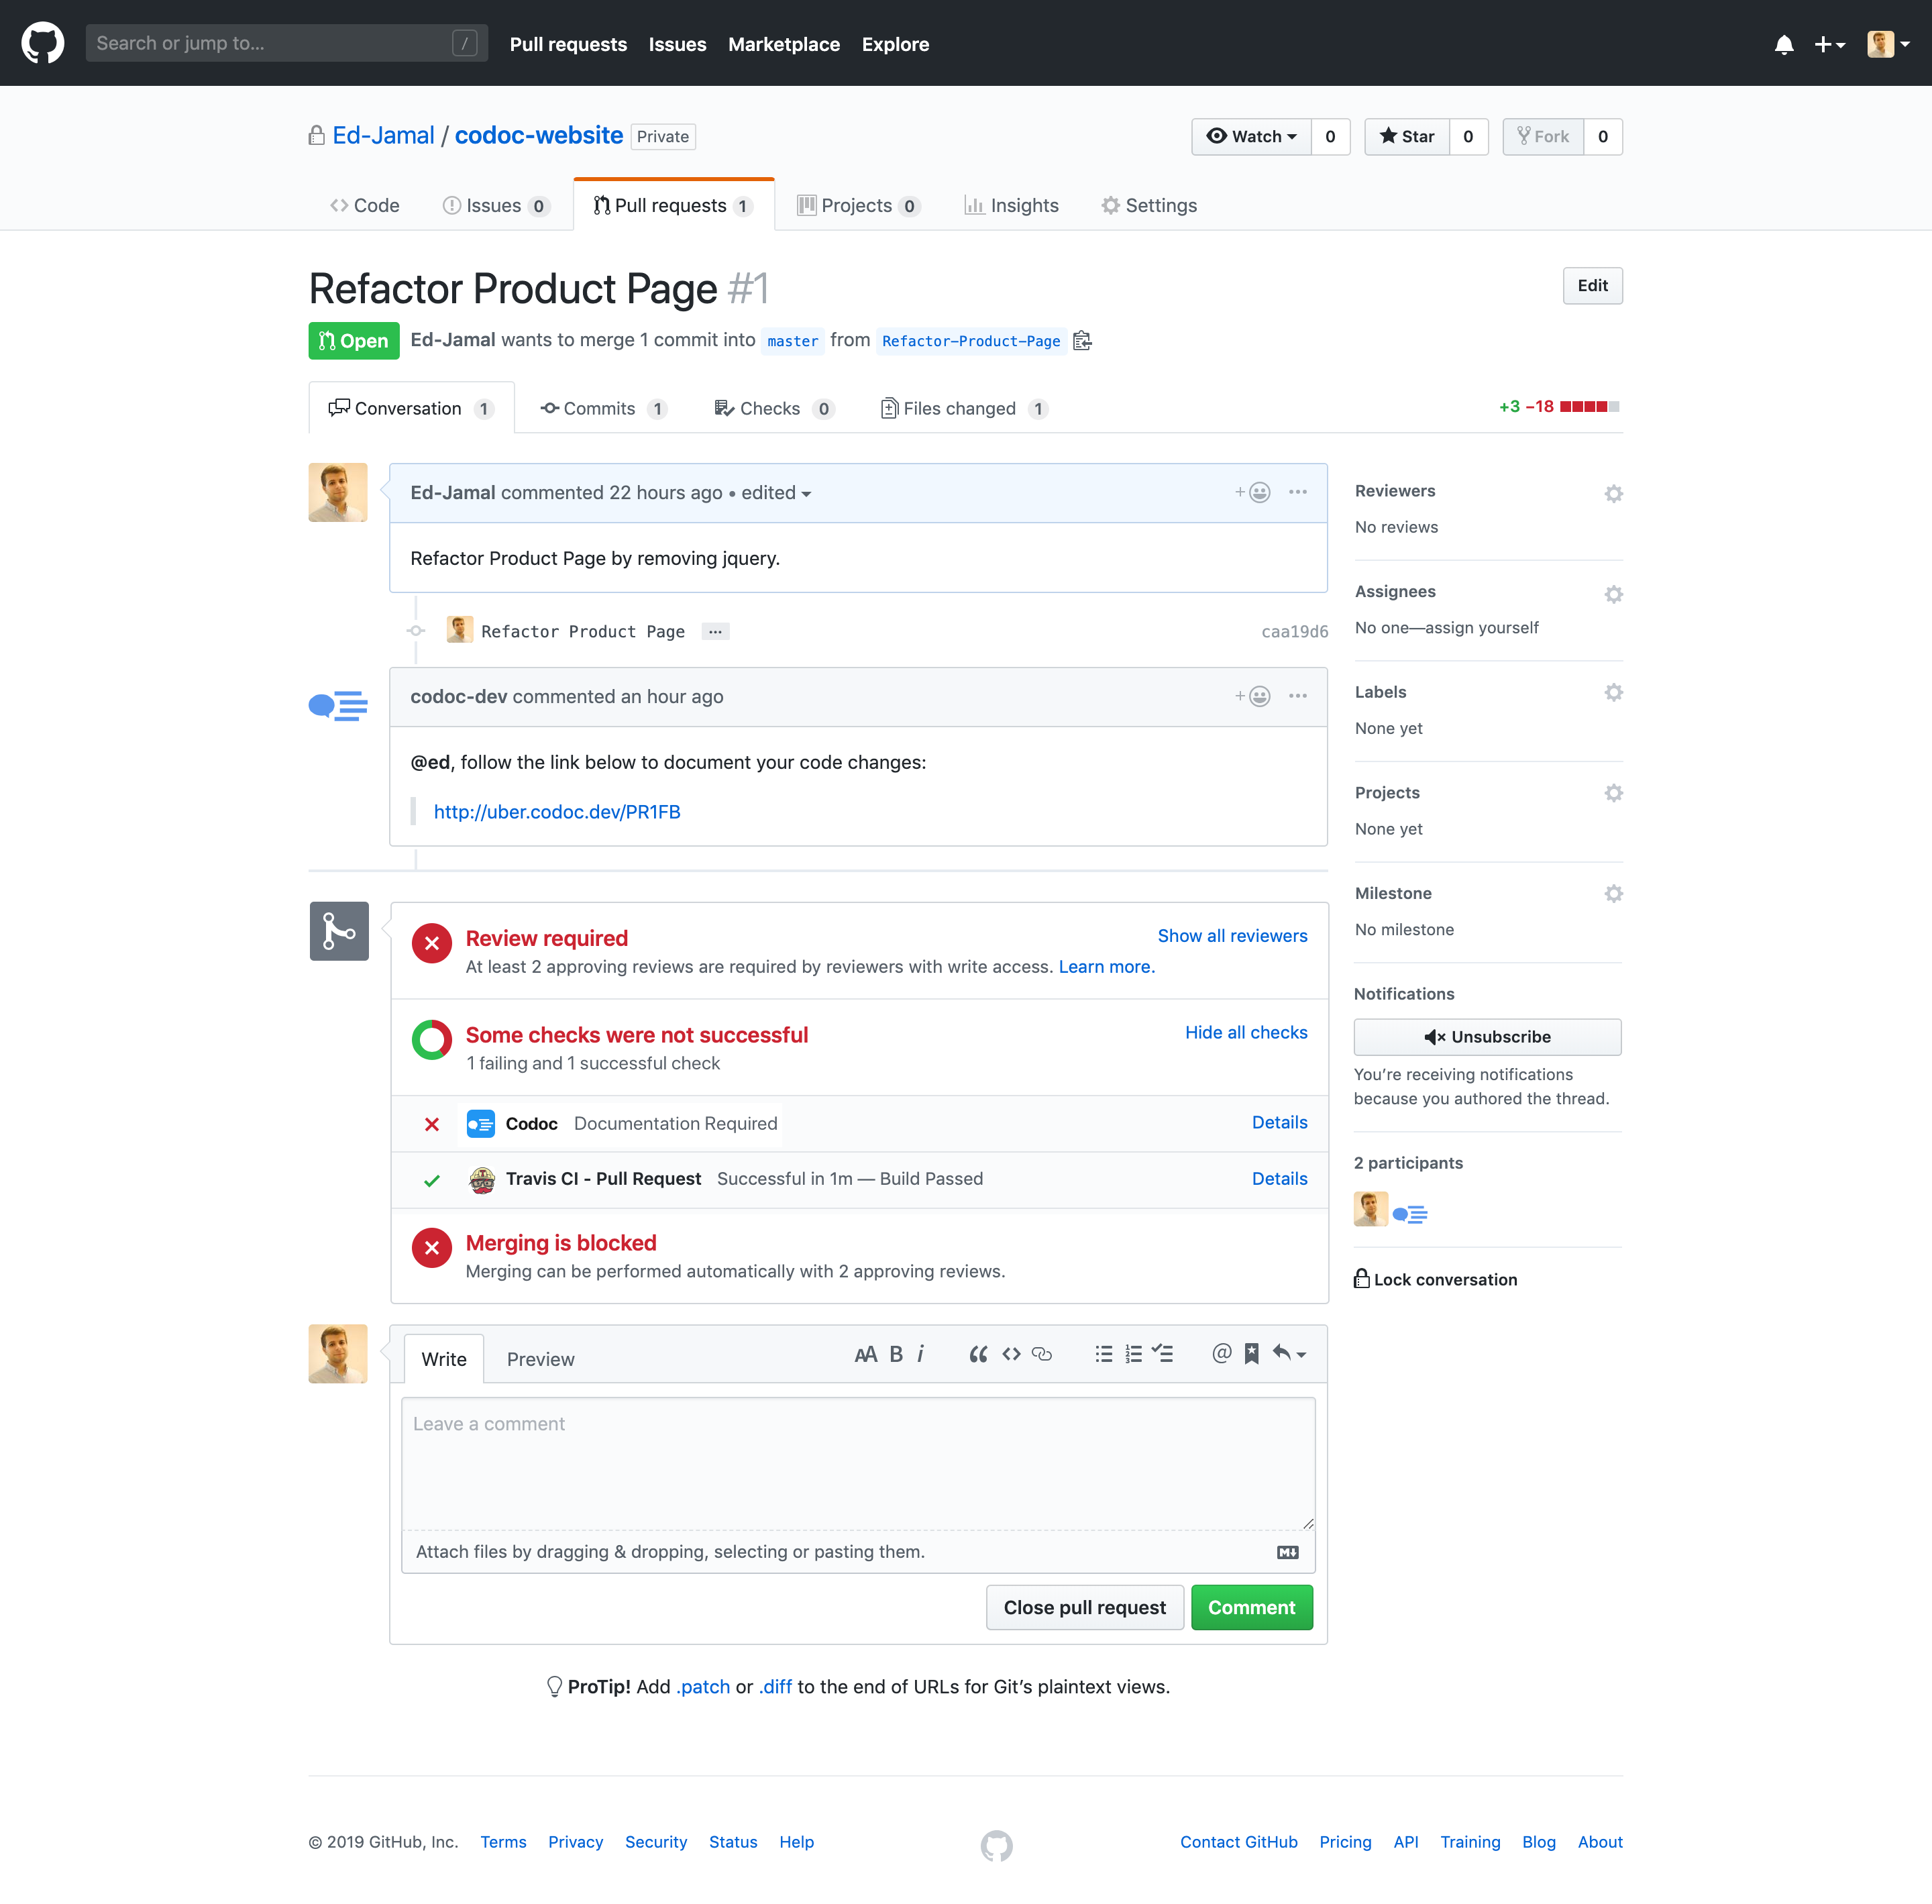 Search or jump to... /
Pull requests Issues Marketplace Explore
Ed-Jamal / codoc-website Private
Watch 0 Star 0 Fork 0
Code Issues 0 Pull requests 1 Projects 0 Insights Settings
Refactor Product Page #1
Edit
Open Ed-Jamal wants to merge 1 commit into master from Refactor-Product-Page
Conversation 1 Commits 1 Checks 0 Files changed 1 +3 −18
Ed-Jamal commented 22 hours ago • edited
Refactor Product Page by removing jquery.
Refactor Product Page ... caa19d6
codoc-dev commented an hour ago
@ed, follow the link below to document your code changes:
http://uber.codoc.dev/PR1FB
Review required
Show all reviewers
At least 2 approving reviews are required by reviewers with write access. Learn more.
Some checks were not successful
Hide all checks
1 failing and 1 successful check
Codoc Documentation Required Details
Travis CI - Pull Request Successful in 1m — Build Passed Details
Merging is blocked
Merging can be performed automatically with 2 approving reviews.
Reviewers
No reviews
Assignees
No one—assign yourself
Labels
None yet
Projects
None yet
Milestone
No milestone
Notifications
Unsubscribe
You’re receiving notifications
because you authored the thread.
2 participants
Lock conversation
Write Preview
AA B i
Leave a comment
Attach files by dragging & dropping, selecting or pasting them.
Close pull request Comment
ProTip! Add .patch or .diff to the end of URLs for Git’s plaintext views.
© 2019 GitHub, Inc. Terms Privacy Security Status Help
Contact GitHub Pricing API Training Blog About